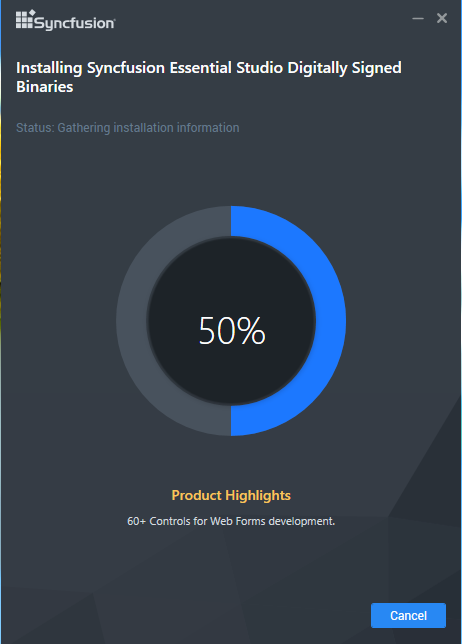 Syncfusion
Installing Syncfusion Essential Studio Digitally Signed
Binaries
Status: Gathering installation information
50%
Product Highlights
60+ Controls for Web Forms development.
Cancel